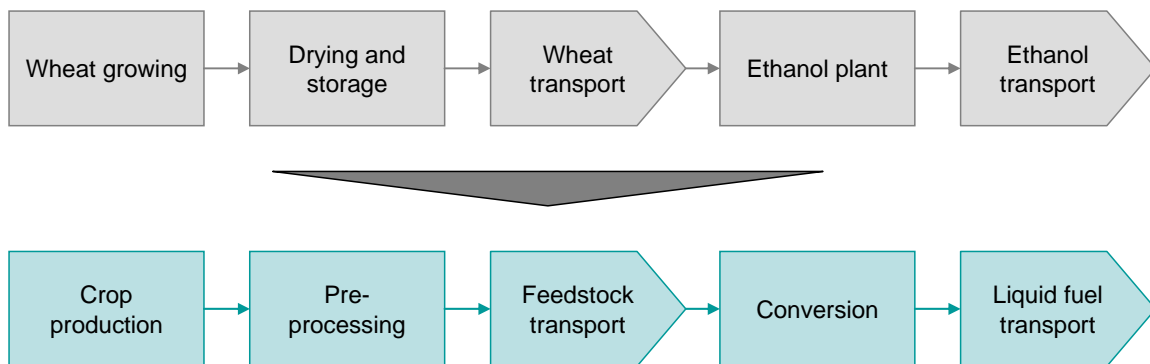 Wheat growing
Drying and
storage
Wheat
transport
Ethanol plant
Ethanol
transport
Crop
production
Pre-
processing
Feedstock
transport
Conversion
Liquid fuel
transport